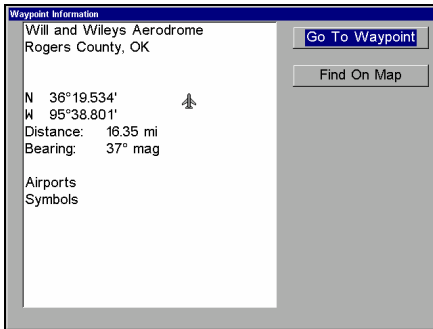 Waypoint Information
Will and Wileys Aerodrome
Rogers County, OK
N 36°19.534'
W 95°38.801'
Distance: 16.35 mi
Bearing: 37° mag
Airports
Symbols
Go To Waypoint
Find On Map